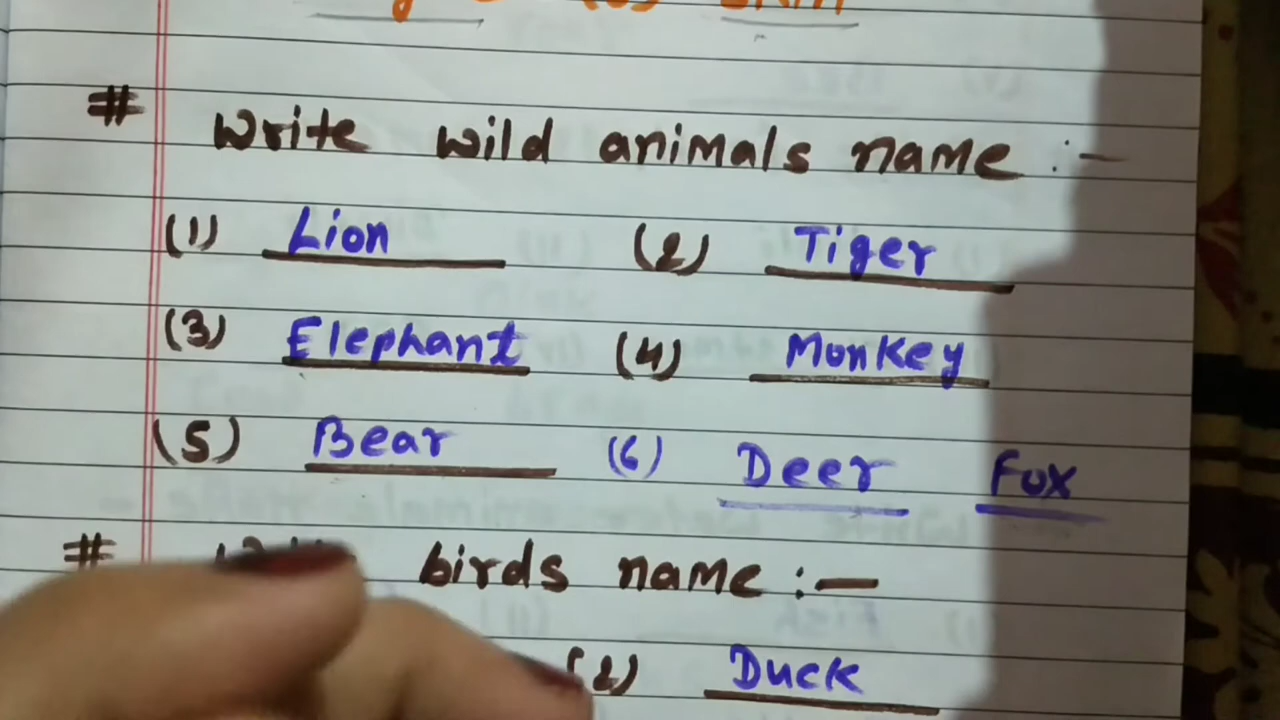 # Write wild animals name :-
(1) Lion (2) Tiger
(3) Elephant (4) Monkey
(5) Bear (6) Deer Fox
# birds name :-
(2) Duck